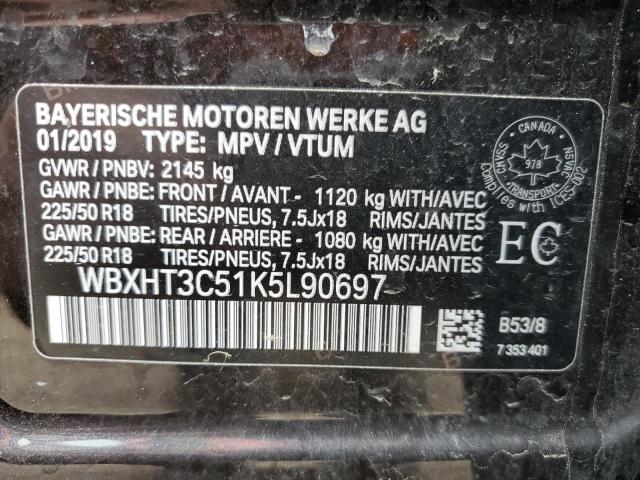 BAYERISCHE MOTOREN WERKE AG
01/2019 TYPE: MPV / VTUM
GVWR / PNBV: 2145 kg
GAWR / PNBE: FRONT / AVANT - 1120 kg WITH/AVEC
225/50 R18 TIRES/PNEUS, 7.5Jx18 RIMS/JANTES
GAWR / PNBE: REAR / ARRIERE - 1080 kg WITH/AVEC
225/50 R18 TIRES/PNEUS, 7.5Jx18 RIMS/JANTES
WBXHT3C51K5L90697
CANADA
978
TRANSPORT
Complies with
CMVSS NSVAC
ICES-002
EC
B53/8
7 353 401